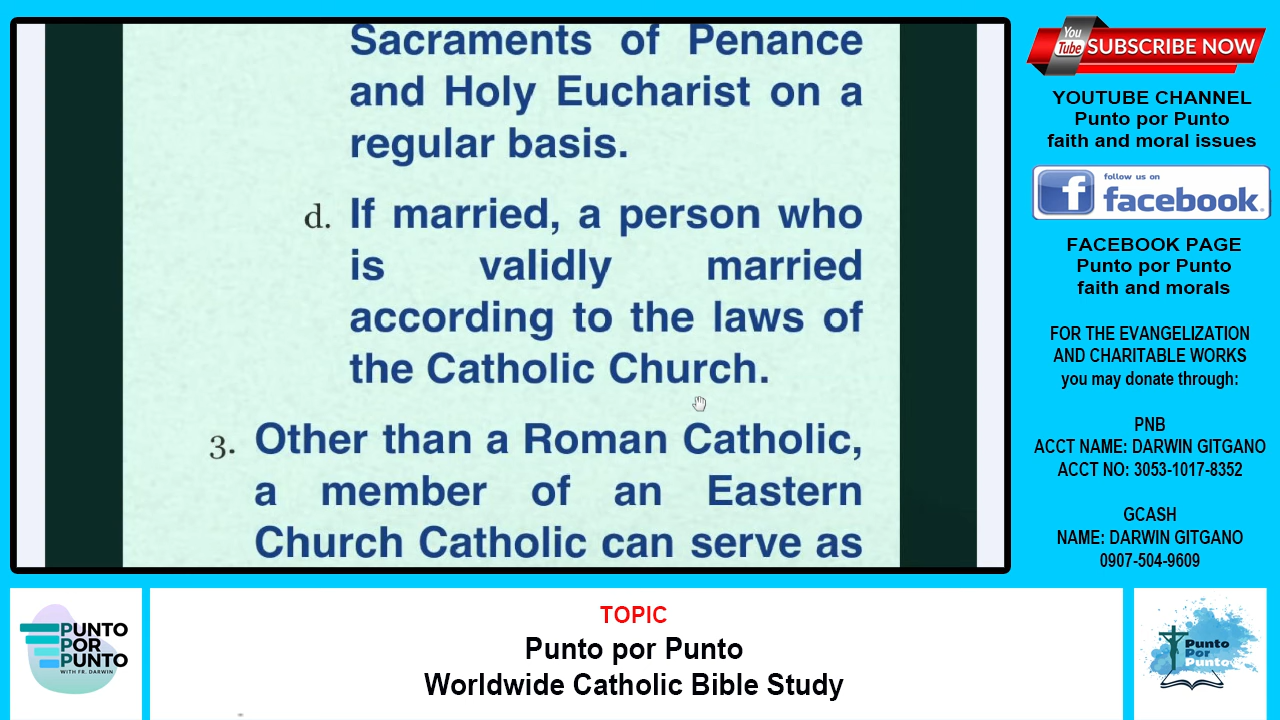 Sacraments of Penance
and Holy Eucharist on a
regular basis.
d. If married, a person who
is validly married
according to the laws of
the Catholic Church.
3. Other than a Roman Catholic,
a member of an Eastern
Church Catholic can serve as
You
Tube
SUBSCRIBE NOW
YOUTUBE CHANNEL
Punto por Punto
faith and moral issues
follow us on
facebook.
FACEBOOK PAGE
Punto por Punto
faith and morals
FOR THE EVANGELIZATION
AND CHARITABLE WORKS
you may donate through:
PNB
ACCT NAME: DARWIN GITGANO
ACCT NO: 3053-1017-8352
GCASH
NAME: DARWIN GITGANO
0907-504-9609
PUNTO
POR
PUNTO
WITH FR. DARWIN
TOPIC
Punto por Punto
Worldwide Catholic Bible Study
Punto
Por
Punto